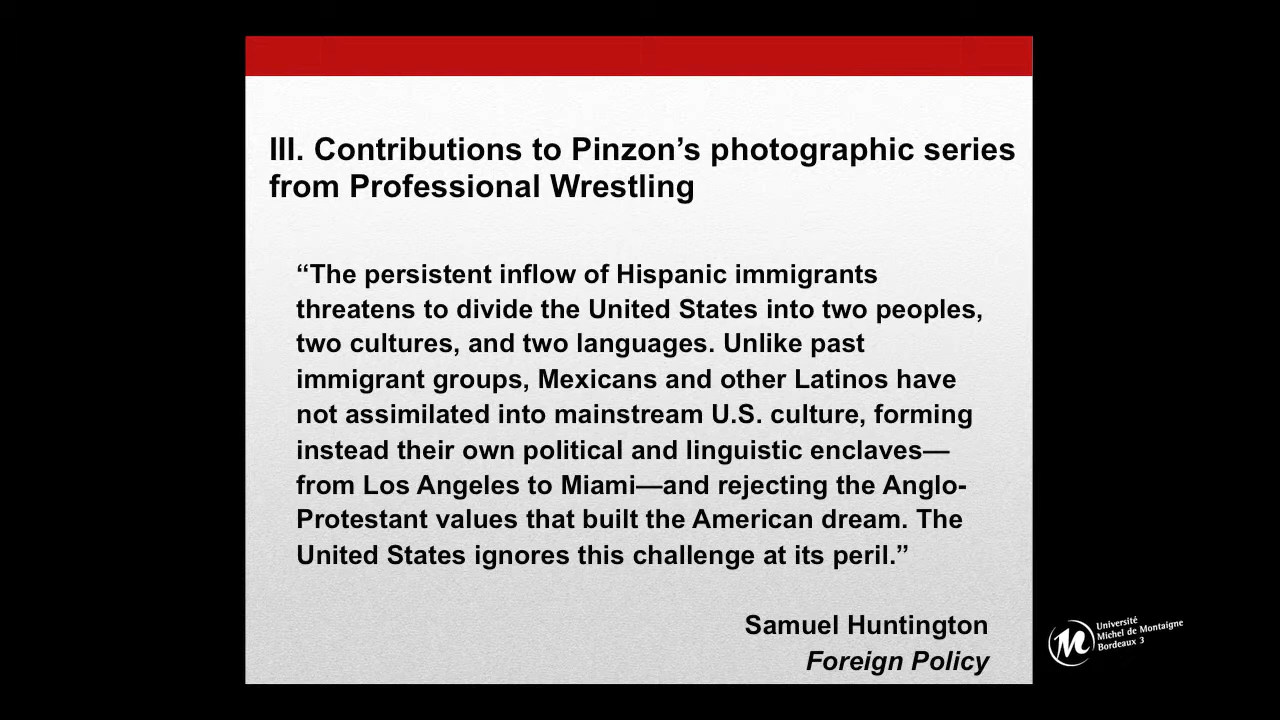 III. Contributions to Pinzon’s photographic series
from Professional Wrestling
“The persistent inflow of Hispanic immigrants
threatens to divide the United States into two peoples,
two cultures, and two languages. Unlike past
immigrant groups, Mexicans and other Latinos have
not assimilated into mainstream U.S. culture, forming
instead their own political and linguistic enclaves—
from Los Angeles to Miami—and rejecting the Anglo-
Protestant values that built the American dream. The
United States ignores this challenge at its peril.”
Samuel Huntington
Foreign Policy
Université
Michel de Montaigne
Bordeaux 3